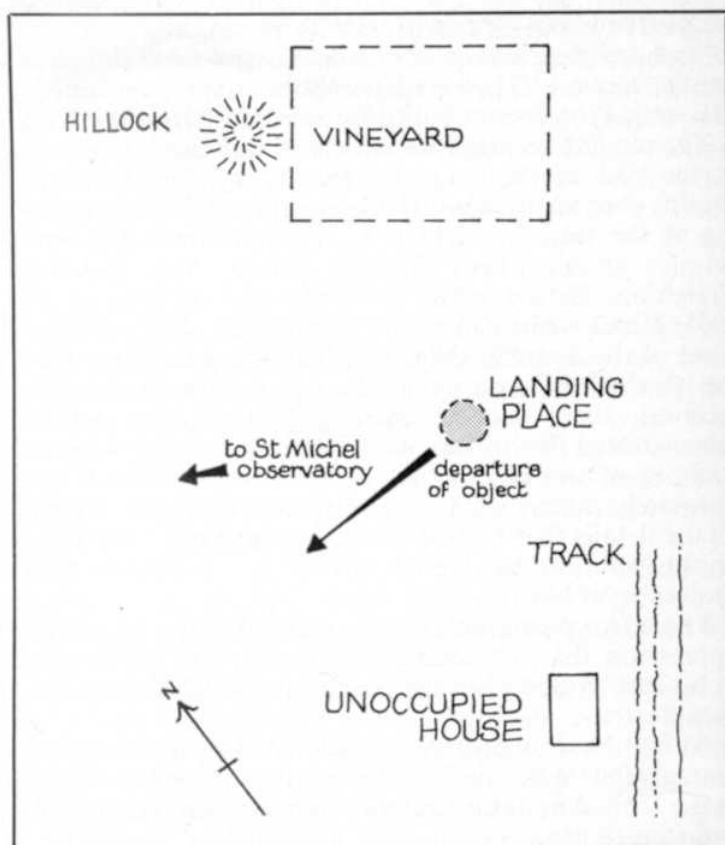 HILLOCK
VINEYARD
LANDING
PLACE
to St Michel
observatory
departure
of object
TRACK
UNOCCUPIED
HOUSE
N